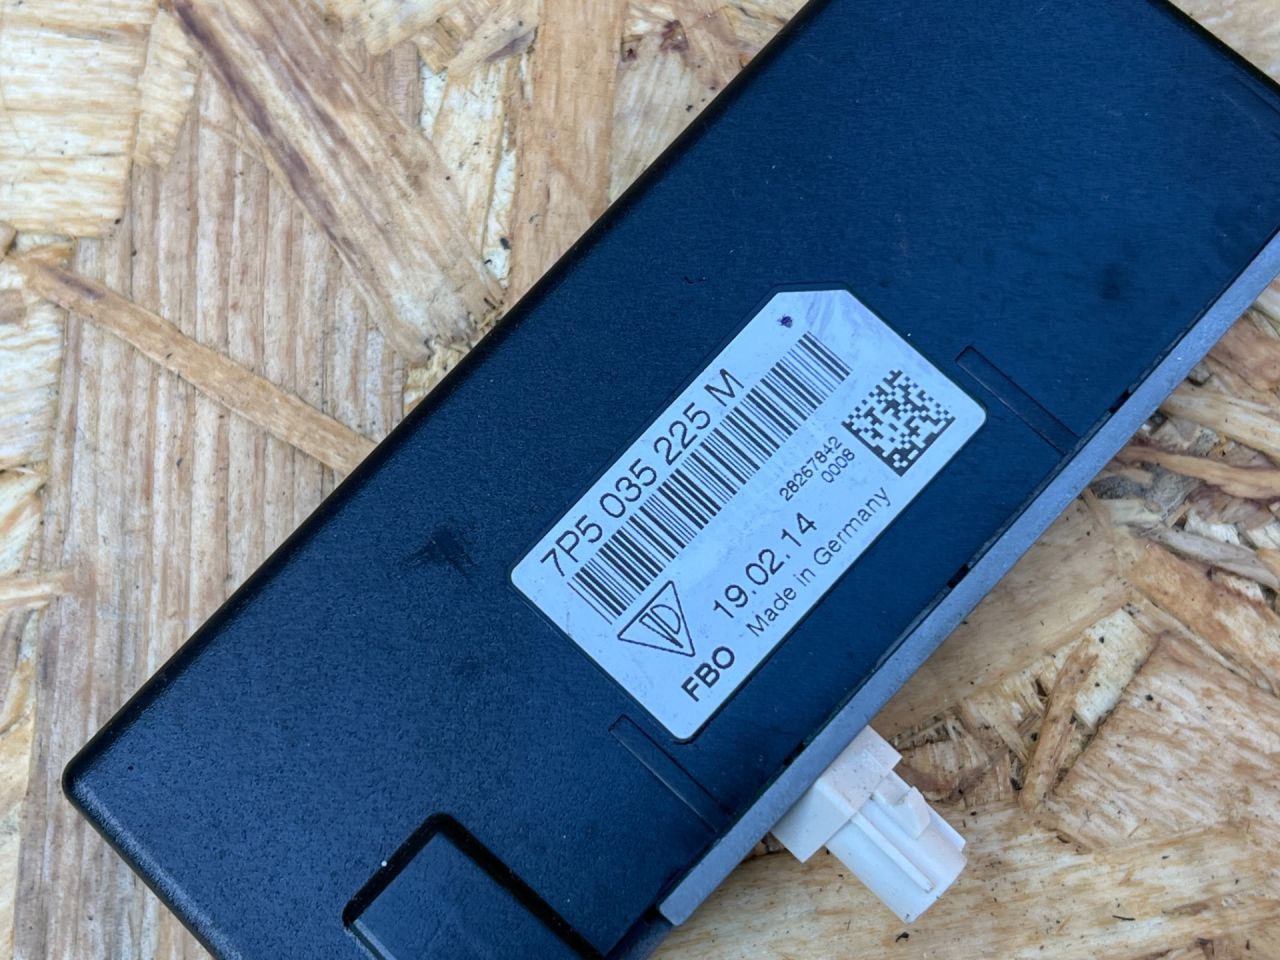 7P5 035 225 M
28267842
0008
19.02.14
Made in Germany
FBO